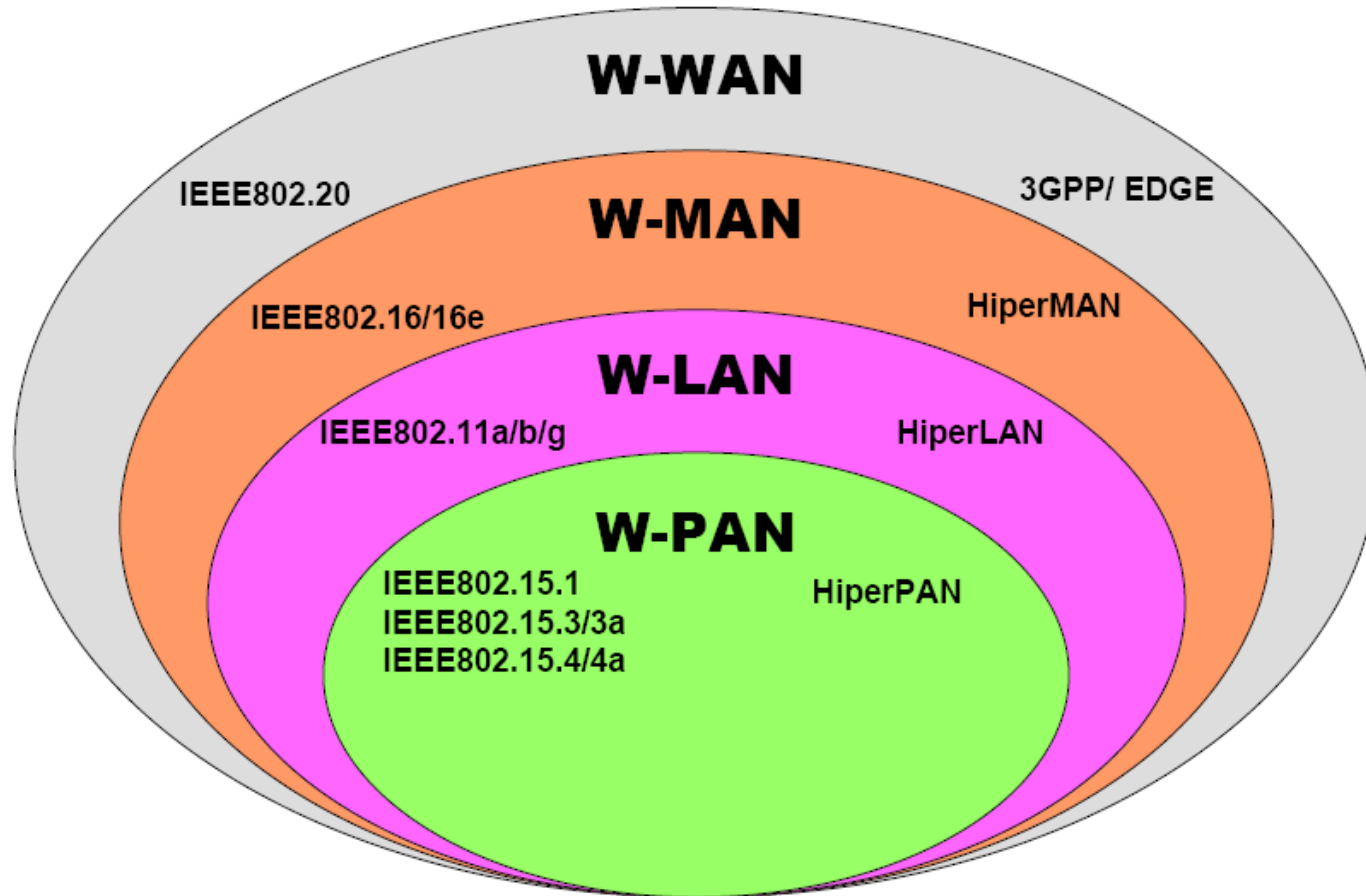 W-WAN
IEEE802.20
3GPP/ EDGE
W-MAN
IEEE802.16/16e
HiperMAN
W-LAN
IEEE802.11a/b/g
HiperLAN
W-PAN
IEEE802.15.1
HiperPAN
IEEE802.15.3/3a
IEEE802.15.4/4a